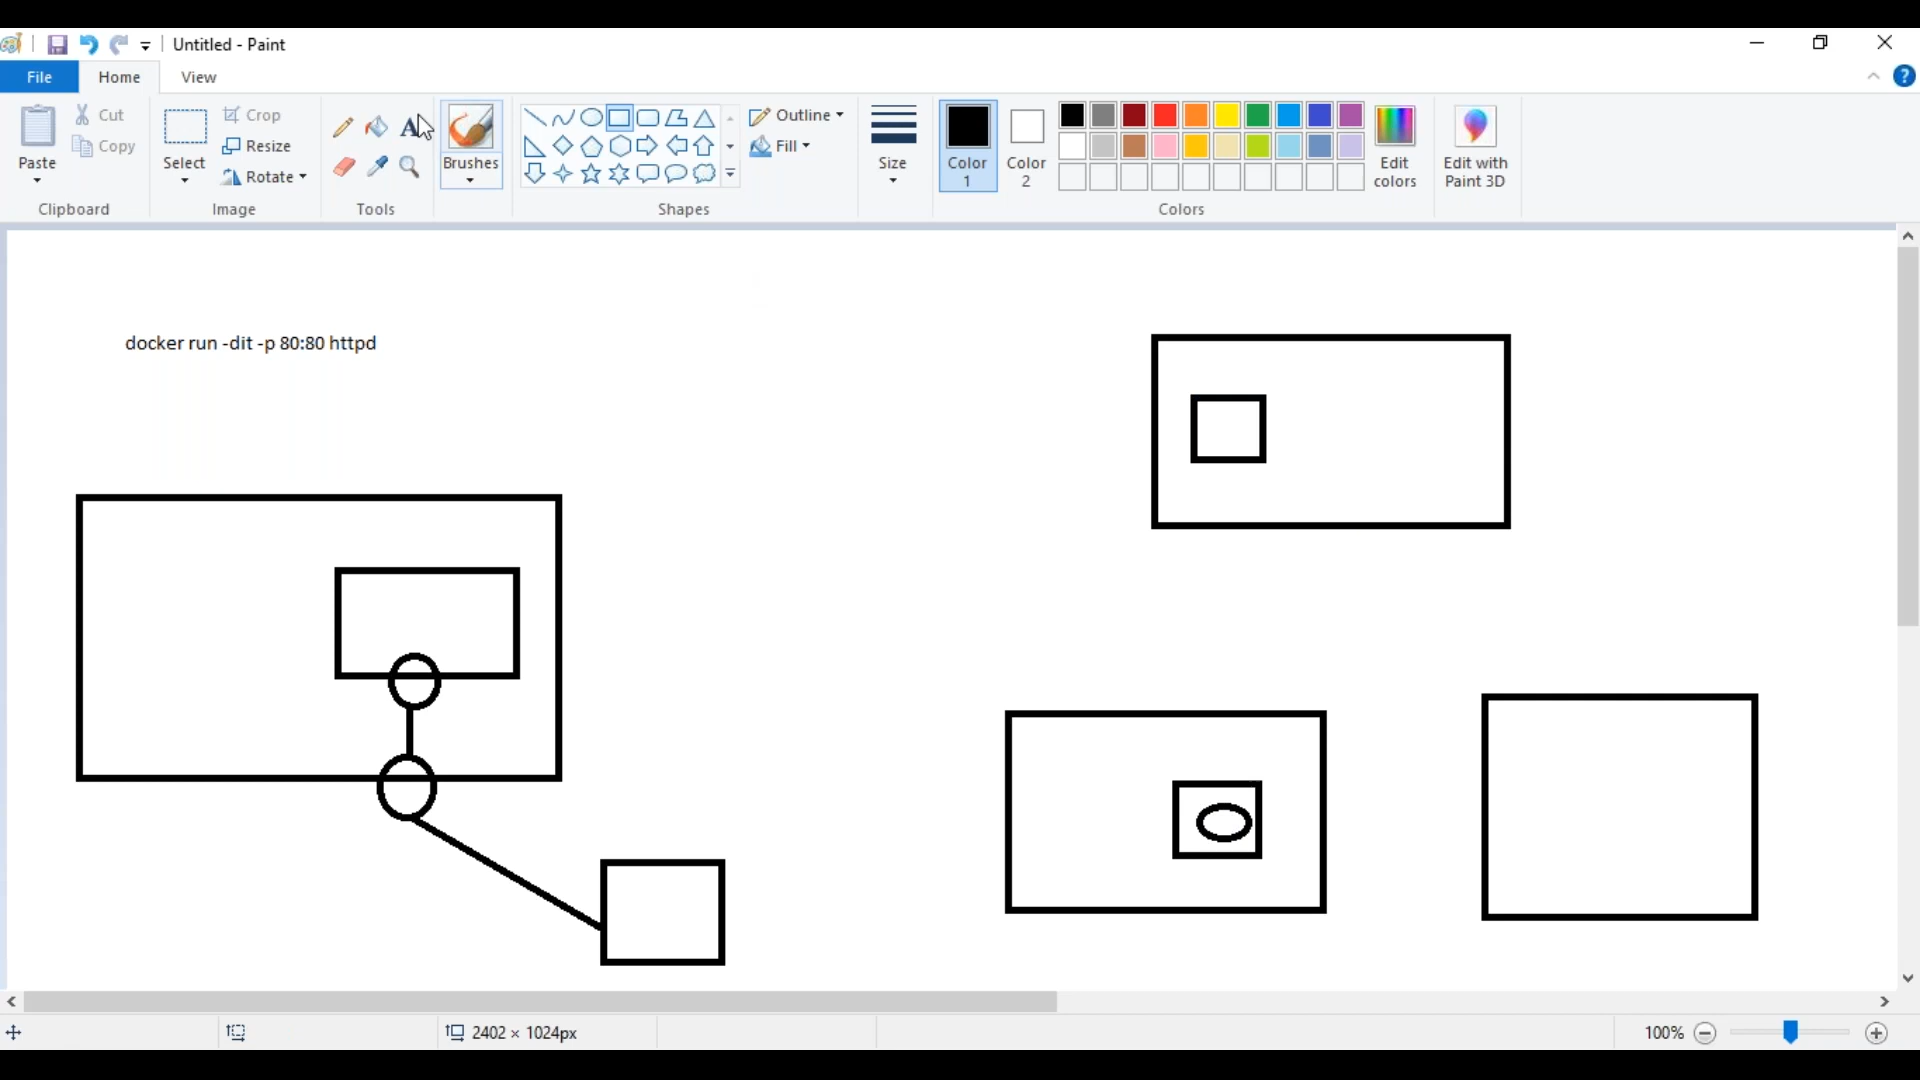 Untitled - Paint
File Home View
Paste
Cut
Copy
Clipboard
Select
Crop
Resize
Rotate
Image
Tools
Brushes
Shapes
Outline
Fill
Size
Color 1
Color 2
Colors
Edit colors
Edit with Paint 3D
docker run -dit -p 80:80 httpd
2402 × 1024px
100%